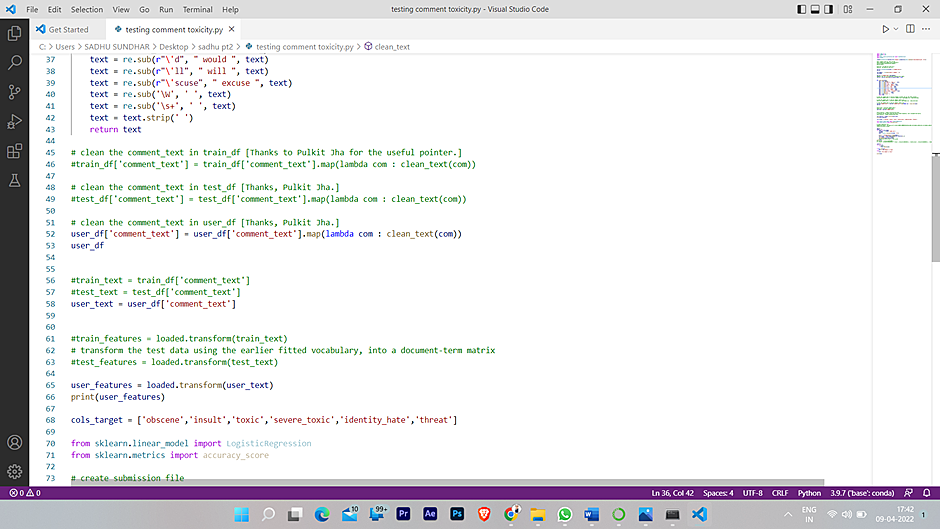 File Edit Selection View Go Run Terminal Help testing comment toxicity.py - Visual Studio Code
Get Started testing comment toxicity.py
C: > Users > SADHU SUNDHAR > Desktop > sadhu pt2 > testing comment toxicity.py > clean_text
37 text = re.sub(r"\'d", " would ", text)
38 text = re.sub(r"\'ll", " will ", text)
39 text = re.sub(r"\'scuse", " excuse ", text)
40 text = re.sub('\W', ' ', text)
41 text = re.sub('\s+', ' ', text)
42 text = text.strip(' ')
43 return text
44
45 # clean the comment_text in train_df [Thanks to Pulkit Jha for the useful pointer.]
46 #train_df['comment_text'] = train_df['comment_text'].map(lambda com : clean_text(com))
47
48 # clean the comment_text in test_df [Thanks, Pulkit Jha.]
49 #test_df['comment_text'] = test_df['comment_text'].map(lambda com : clean_text(com))
50
51 # clean the comment_text in user_df [Thanks, Pulkit Jha.]
52 user_df['comment_text'] = user_df['comment_text'].map(lambda com : clean_text(com))
53 user_df
54
55
56 #train_text = train_df['comment_text']
57 #test_text = test_df['comment_text']
58 user_text = user_df['comment_text']
59
60
61 #train_features = loaded.transform(train_text)
62 # transform the test data using the earlier fitted vocabulary, into a document-term matrix
63 #test_features = loaded.transform(test_text)
64
65 user_features = loaded.transform(user_text)
66 print(user_features)
67
68 cols_target = ['obscene','insult','toxic','severe_toxic','identity_hate','threat']
69
70 from sklearn.linear_model import LogisticRegression
71 from sklearn.metrics import accuracy_score
72
73 # create submission file
0 0 Ln 36, Col 42 Spaces: 4 UTF-8 CRLF Python 3.9.7 ('base': conda)
10 99+ Pr Ae Ps ENG IN 17:42 09-04-2022 1